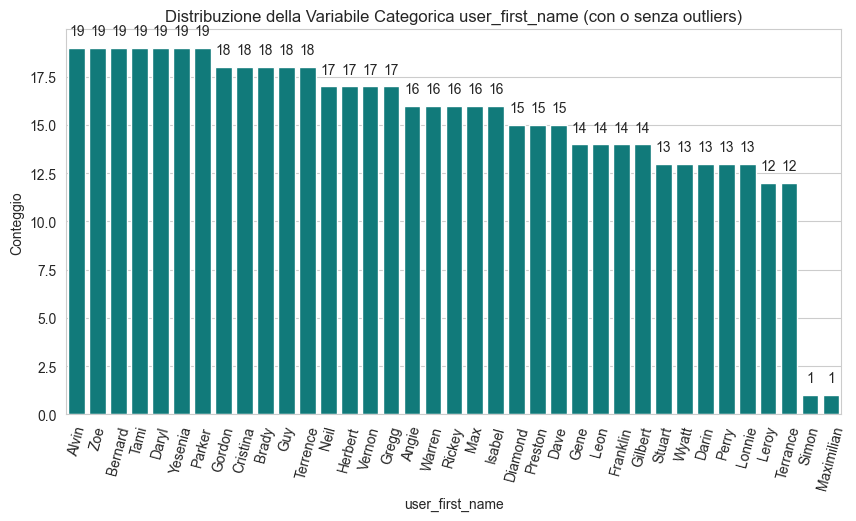 Distribuzione della Variabile Categorica user_first_name (con o senza outliers)
19 19 19 19 19 19 19 18 18 18 18 18 17 17 17 17 16 16 16 16 16 15 15 15 14 14 14 14 13 13 13 13 13 12 12 1 1
Conteggio
17.5
15.0
12.5
10.0
7.5
5.0
2.5
0.0
Alvin
Zoe
Bernard
Tami
Daryl
Yesenia
Parker
Gordon
Cristina
Brady
Guy
Terrence
Neil
Herbert
Vernon
Gregg
Angie
Warren
Rickey
Max
Isabel
Diamond
Preston
Dave
Gene
Leon
Franklin
Gilbert
Stuart
Wyatt
Darin
Perry
Lonnie
Leroy
Terrance
Simon
Maximilian
user_first_name